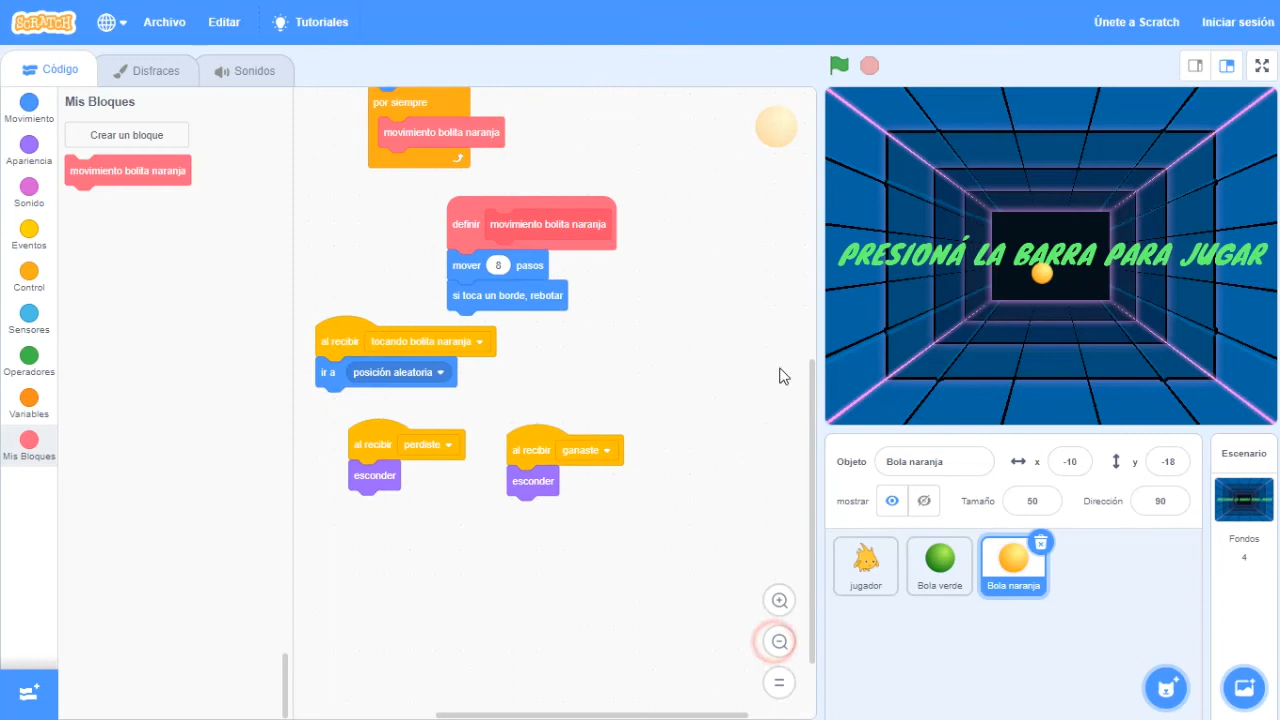 SCRATCH
Archivo
Editar
Tutoriales
Únete a Scratch
Iniciar sesión
Código
Disfraces
Sonidos
Movimiento
Apariencia
Sonido
Eventos
Control
Sensores
Operadores
Variables
Mis Bloques
Mis Bloques
Crear un bloque
movimiento bolita naranja
por siempre
movimiento bolita naranja
definir movimiento bolita naranja
mover 8 pasos
si toca un borde, rebotar
al recibir tocando bolita naranja
ir a posición aleatoria
al recibir perdiste
esconder
al recibir ganaste
esconder
PRESIONÁ LA BARRA PARA JUGAR
Objeto Bola naranja x -10 y -18
mostrar Tamaño 50 Dirección 90
jugador
Bola verde
Bola naranja
Escenario
Fondos
4